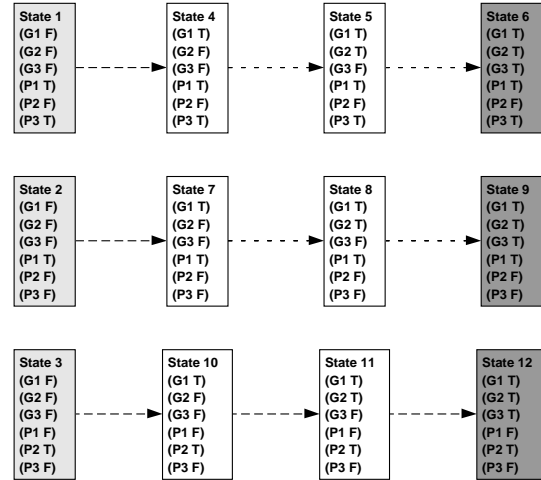 State 1
(G1 F)
(G2 F)
(G3 F)
(P1 T)
(P2 F)
(P3 T)
State 4
(G1 T)
(G2 F)
(G3 F)
(P1 T)
(P2 F)
(P3 T)
State 5
(G1 T)
(G2 T)
(G3 F)
(P1 T)
(P2 F)
(P3 T)
State 6
(G1 T)
(G2 T)
(G3 T)
(P1 T)
(P2 F)
(P3 T)
State 2
(G1 F)
(G2 F)
(G3 F)
(P1 T)
(P2 F)
(P3 F)
State 7
(G1 T)
(G2 F)
(G3 F)
(P1 T)
(P2 F)
(P3 F)
State 8
(G1 T)
(G2 T)
(G3 F)
(P1 T)
(P2 F)
(P3 F)
State 9
(G1 T)
(G2 T)
(G3 T)
(P1 T)
(P2 F)
(P3 F)
State 3
(G1 F)
(G2 F)
(G3 F)
(P1 F)
(P2 T)
(P3 F)
State 10
(G1 T)
(G2 F)
(G3 F)
(P1 F)
(P2 T)
(P3 F)
State 11
(G1 T)
(G2 T)
(G3 F)
(P1 F)
(P2 T)
(P3 F)
State 12
(G1 T)
(G2 T)
(G3 T)
(P1 F)
(P2 T)
(P3 F)